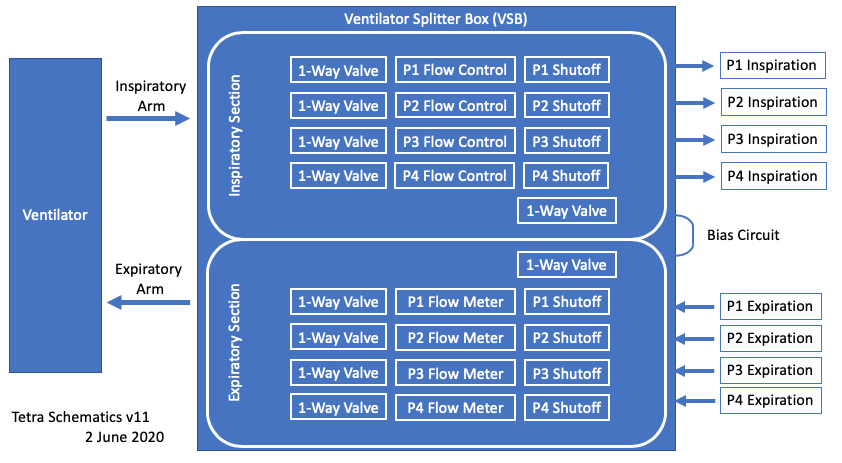 Ventilator Splitter Box (VSB)
Ventilator
Inspiratory
Arm
Expiratory
Arm
Inspiratory Section
1-Way Valve P1 Flow Control P1 Shutoff
1-Way Valve P2 Flow Control P2 Shutoff
1-Way Valve P3 Flow Control P3 Shutoff
1-Way Valve P4 Flow Control P4 Shutoff
1-Way Valve
Expiratory Section
1-Way Valve
1-Way Valve P1 Flow Meter P1 Shutoff
1-Way Valve P2 Flow Meter P2 Shutoff
1-Way Valve P3 Flow Meter P3 Shutoff
1-Way Valve P4 Flow Meter P4 Shutoff
P1 Inspiration
P2 Inspiration
P3 Inspiration
P4 Inspiration
Bias Circuit
P1 Expiration
P2 Expiration
P3 Expiration
P4 Expiration
Tetra Schematics v11
2 June 2020